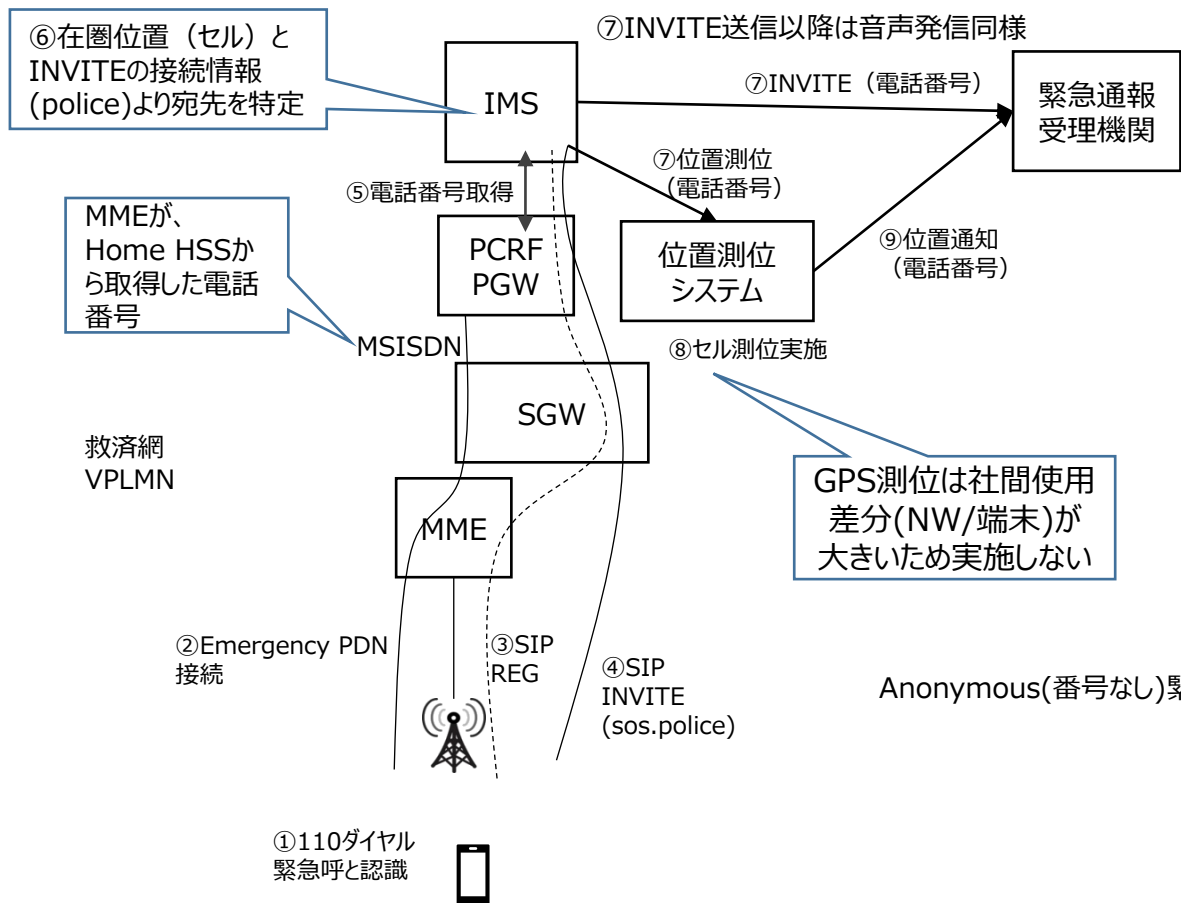 ⑥在圏位置（セル）と
INVITEの接続情報
(police)より宛先を特定
⑦INVITE送信以降は音声発信同様
IMS
⑦INVITE（電話番号）
緊急通報
受理機関
⑤電話番号取得
⑦位置測位
（電話番号）
MMEが、
Home HSSか
ら取得した電話
番号
PCRF
PGW
位置測位
システム
⑨位置通知
（電話番号）
MSISDN
⑧セル測位実施
SGW
救済網
VPLMN
GPS測位は社間使用
差分(NW/端末)が
大きいため実施しない
MME
②Emergency PDN
接続
③SIP
REG
④SIP
INVITE
(sos.police)
Anonymous(番号なし)緊
①110ダイヤル
緊急呼と認識